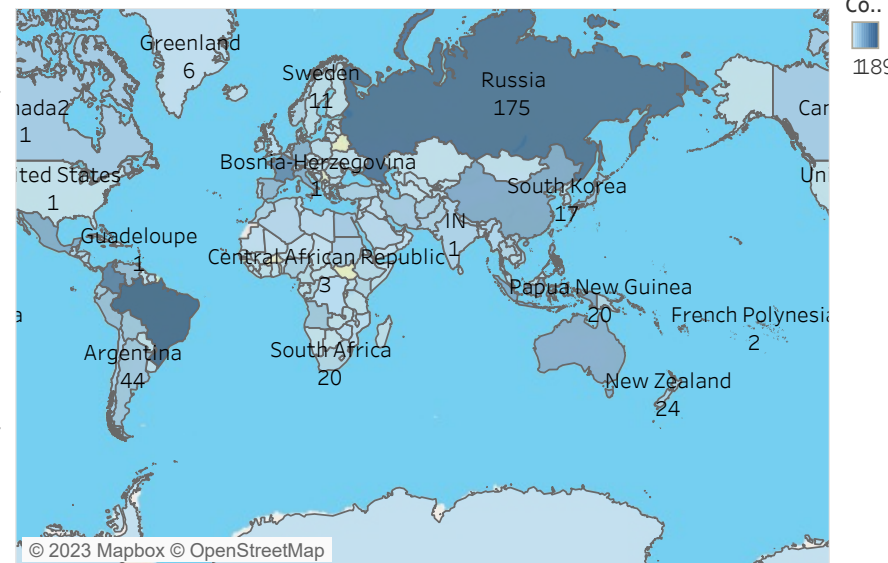 Co..
1189
Greenland
6
Sweden
11
Russia
175
nada2
1
Car
Bosnia-Herzegovina
1
ted States
1
South Korea
17
Un
IN
1
Guadeloupe
1
Central African Republic
3
Papua New Guinea
20
French Polynesia
2
a
Argentina
44
South Africa
20
New Zealand
24
© 2023 Mapbox © OpenStreetMap